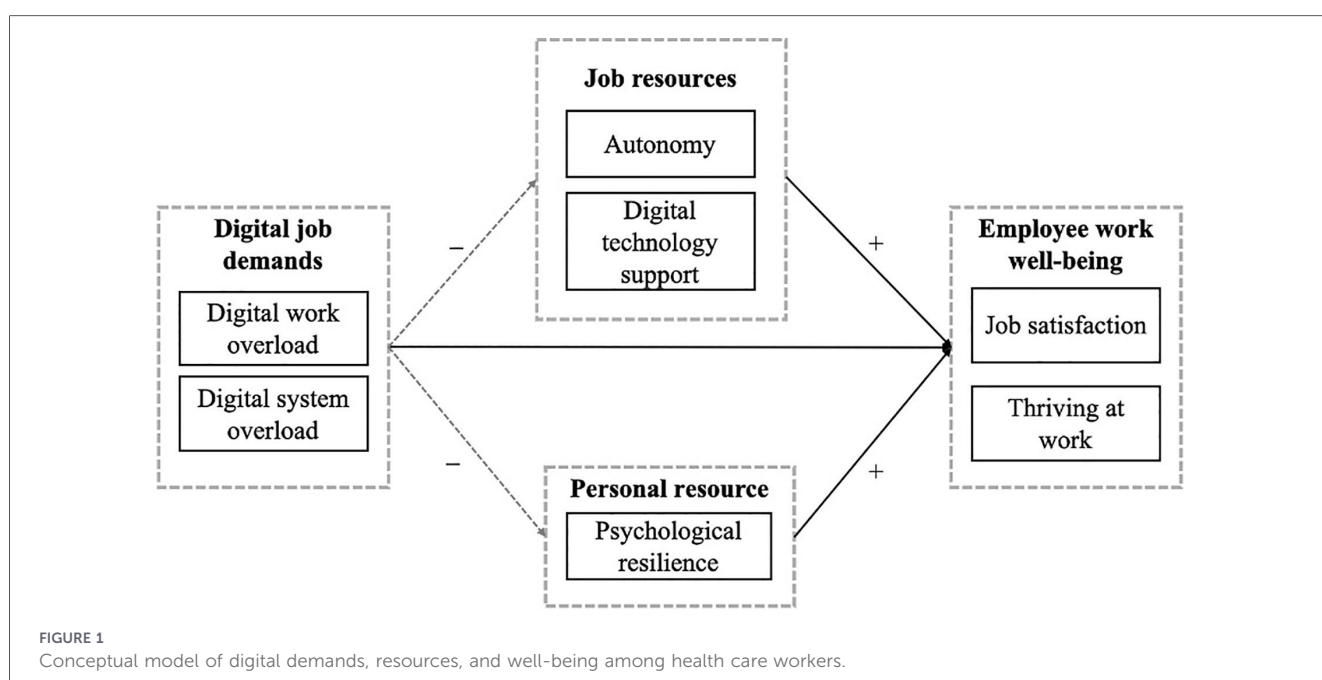 Job resources
Autonomy
Digital
technology
support
Digital job
demands
Digital work
overload
Digital system
overload
–
+
Employee work
well-being
Job satisfaction
Thriving at
work
–
+
Personal resource
Psychological
resilience
FIGURE 1
Conceptual model of digital demands, resources, and well-being among health care workers.